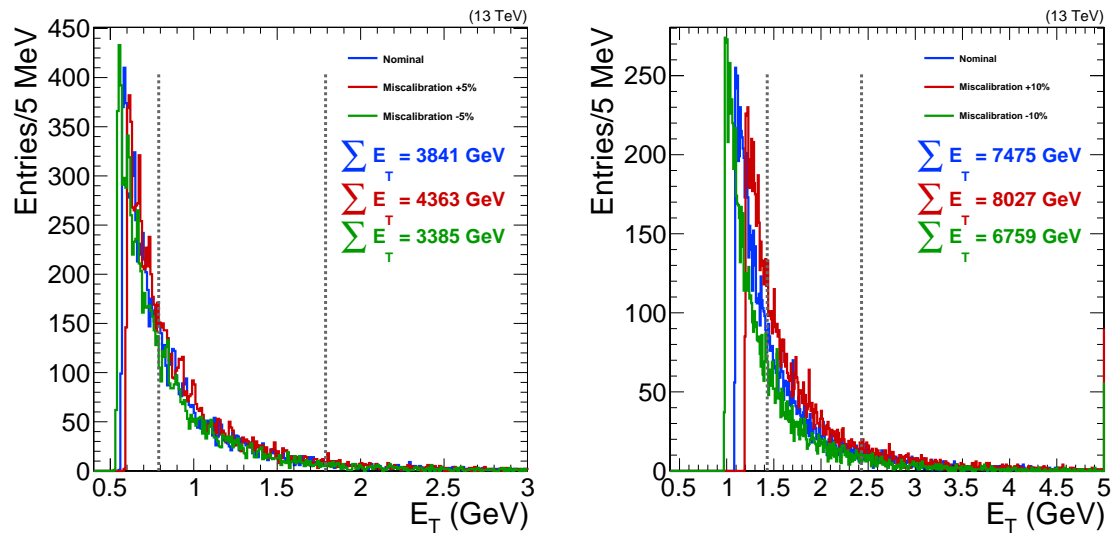 (13 TeV)
Entries/5 MeV
450
400
350
300
250
200
150
100
50
0
Nominal
Miscalibration +5%
Miscalibration -5%
∑ E_T = 3841 GeV
∑ E_T = 4363 GeV
∑ E_T = 3385 GeV
0.5 1 1.5 2 2.5 3
E_T (GeV)
(13 TeV)
Entries/5 MeV
250
200
150
100
50
0
Nominal
Miscalibration +10%
Miscalibration -10%
∑ E_T = 7475 GeV
∑ E_T = 8027 GeV
∑ E_T = 6759 GeV
0.5 1 1.5 2 2.5 3 3.5 4 4.5 5
E_T (GeV)